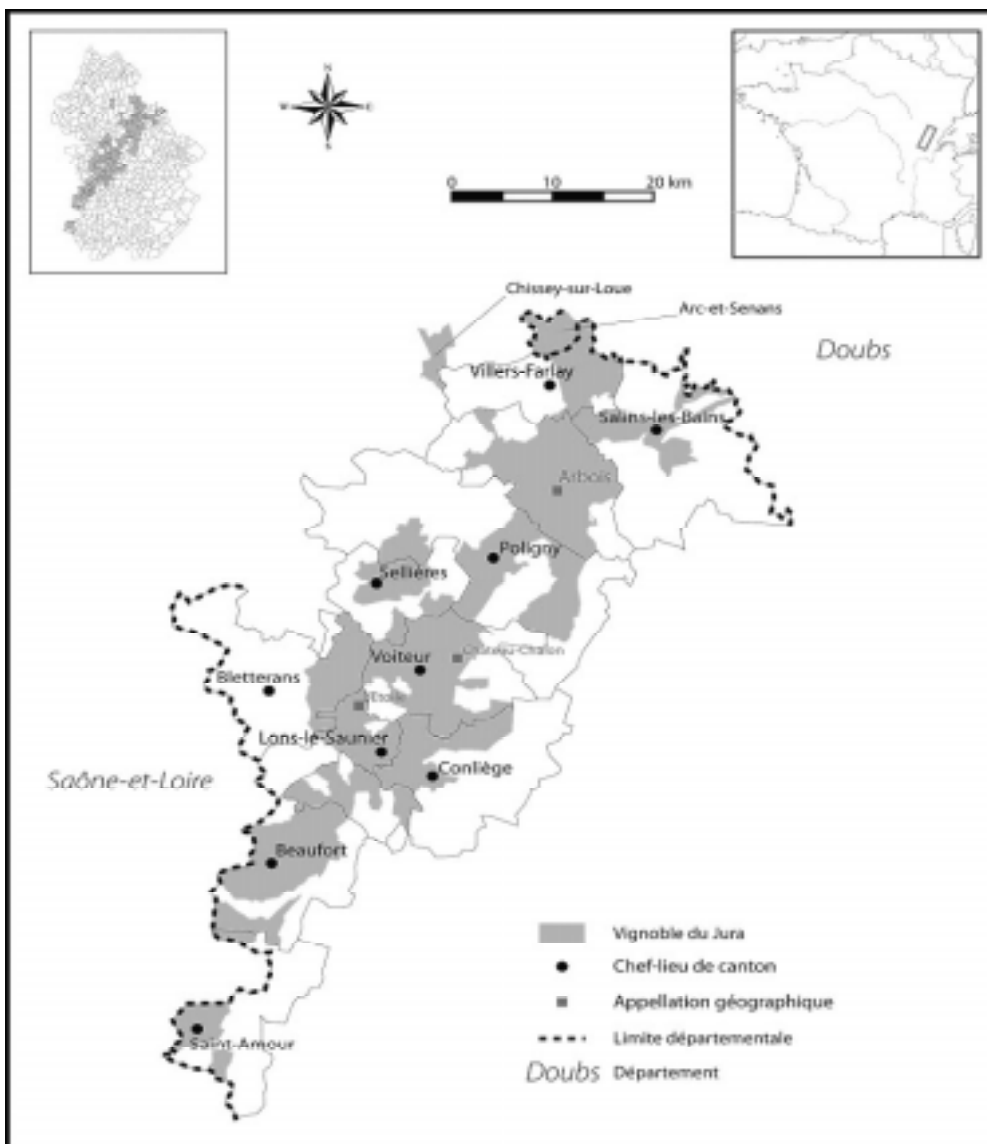 N
W
E
S
0 10 20 km
Chissey-sur-Loue
Arc-et-Senans
Doubs
Villers-Farlay
Salins-les-Bains
Arbois
Poligny
Sellières
Château-Chalon
Voiteur
Bletterans
L'Etoile
Lons-le-Saunier
Conliège
Saône-et-Loire
Beaufort
Saint-Amour
Vignoble du Jura
Chef-lieu de canton
Appellation géographique
Limite départementale
Doubs Département